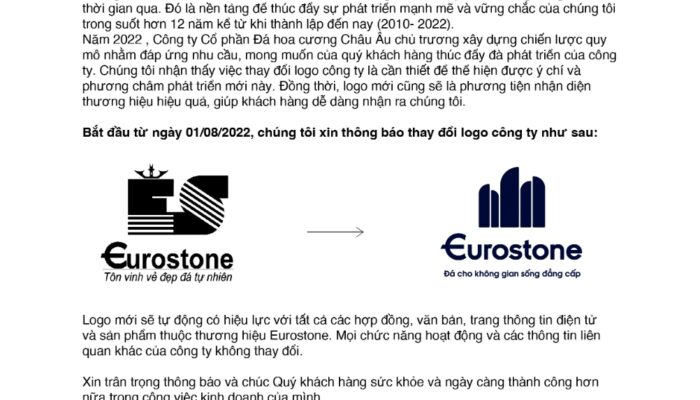 thời gian qua. Đó là nền tảng để thúc đẩy sự phát triển mạnh mẽ và vững chắc của chúng tôi
trong suốt hơn 12 năm kể từ khi thành lập đến nay (2010- 2022).
Năm 2022 , Công ty Cổ phần Đá hoa cương Châu Âu chủ trương xây dựng chiến lược quy
mô nhằm đáp ứng nhu cầu, mong muốn của quý khách hàng thúc đẩy đà phát triển của công
ty. Chúng tôi nhận thấy việc thay đổi logo công ty là cần thiết để thể hiện được ý chí và
phương châm phát triển mới này. Đồng thời, logo mới cũng sẽ là phương tiện nhận diện
thương hiệu hiệu quả, giúp khách hàng dễ dàng nhận ra chúng tôi.
Bắt đầu từ ngày 01/08/2022, chúng tôi xin thông báo thay đổi logo công ty như sau:
ES
Eurostone
Tôn vinh vẻ đẹp đá tự nhiên
Eurostone
Đá cho không gian sống đẳng cấp
Logo mới sẽ tự động có hiệu lực với tất cả các hợp đồng, văn bản, trang thông tin điện tử
và sản phẩm thuộc thương hiệu Eurostone. Mọi chức năng hoạt động và các thông tin liên
quan khác của công ty không thay đổi.
Xin trân trọng thông báo và chúc Quý khách hàng sức khỏe và ngày càng thành công hơn
nữa trong công việc kinh doanh của mình